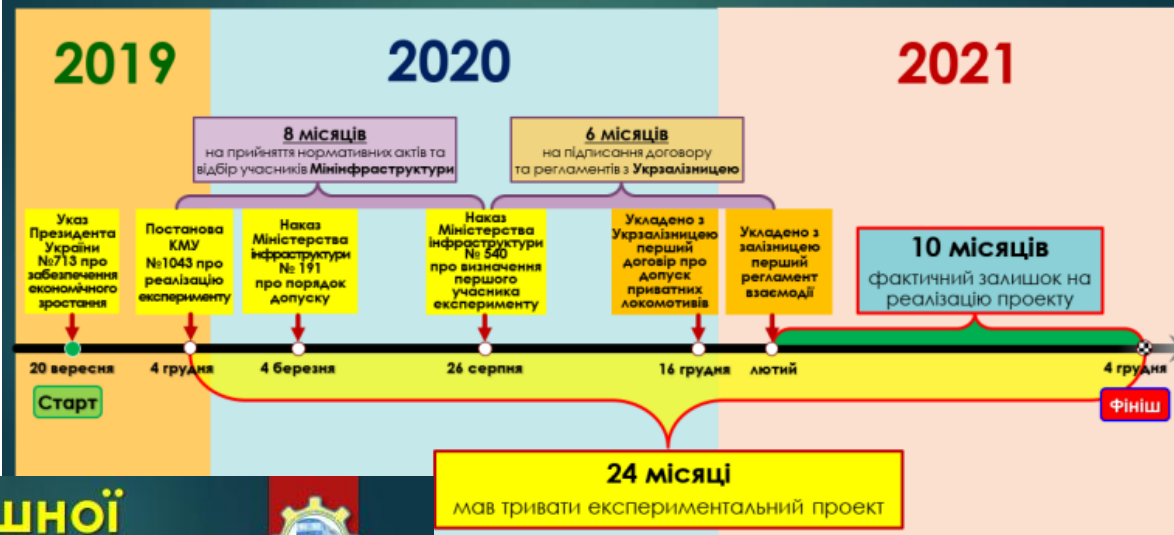 2019
2020
2021
8 місяців
на прийняття нормативних актів та
відбір учасників Мінінфраструктури
6 місяців
на підписання договору
та регламентів з Укрзалізницею
Указ
Президента
України
№713 про
забезпечення
економічного
зростання
Постанова
КМУ
№1043 про
реалізацію
експерименту
Наказ
Міністерства
інфраструктури
№ 191
про порядок
допуску
Наказ
Міністерства
інфраструктури
№ 540
про визначення
першого
учасника
експерименту
Укладено з
Укрзалізницею
перший
договір про
допуск
приватних
локомотивів
Укладено з
залізницею
перший
регламент
взаємодії
10 місяців
фактичний залишок на
реалізацію проекту
20 вересня
4 грудня
4 березня
26 серпня
16 грудня
лютий
4 грудня
Старт
Фініш
24 місяці
мав тривати експериментальний проект
шної